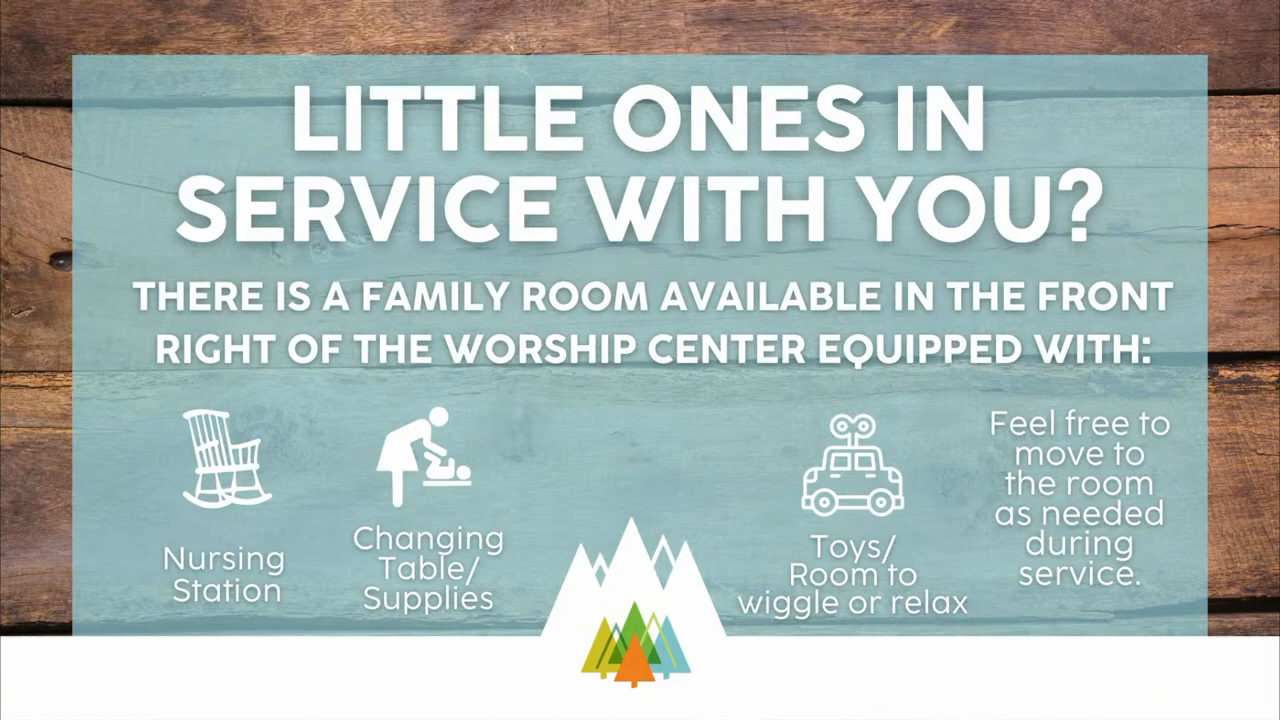 LITTLE ONES IN
SERVICE WITH YOU?
THERE IS A FAMILY ROOM AVAILABLE IN THE FRONT
RIGHT OF THE WORSHIP CENTER EQUIPPED WITH:
Nursing
Station
Changing
Table/
Supplies
Toys/
Room to
wiggle or relax
Feel free to
move to
the room
as needed
during
service.